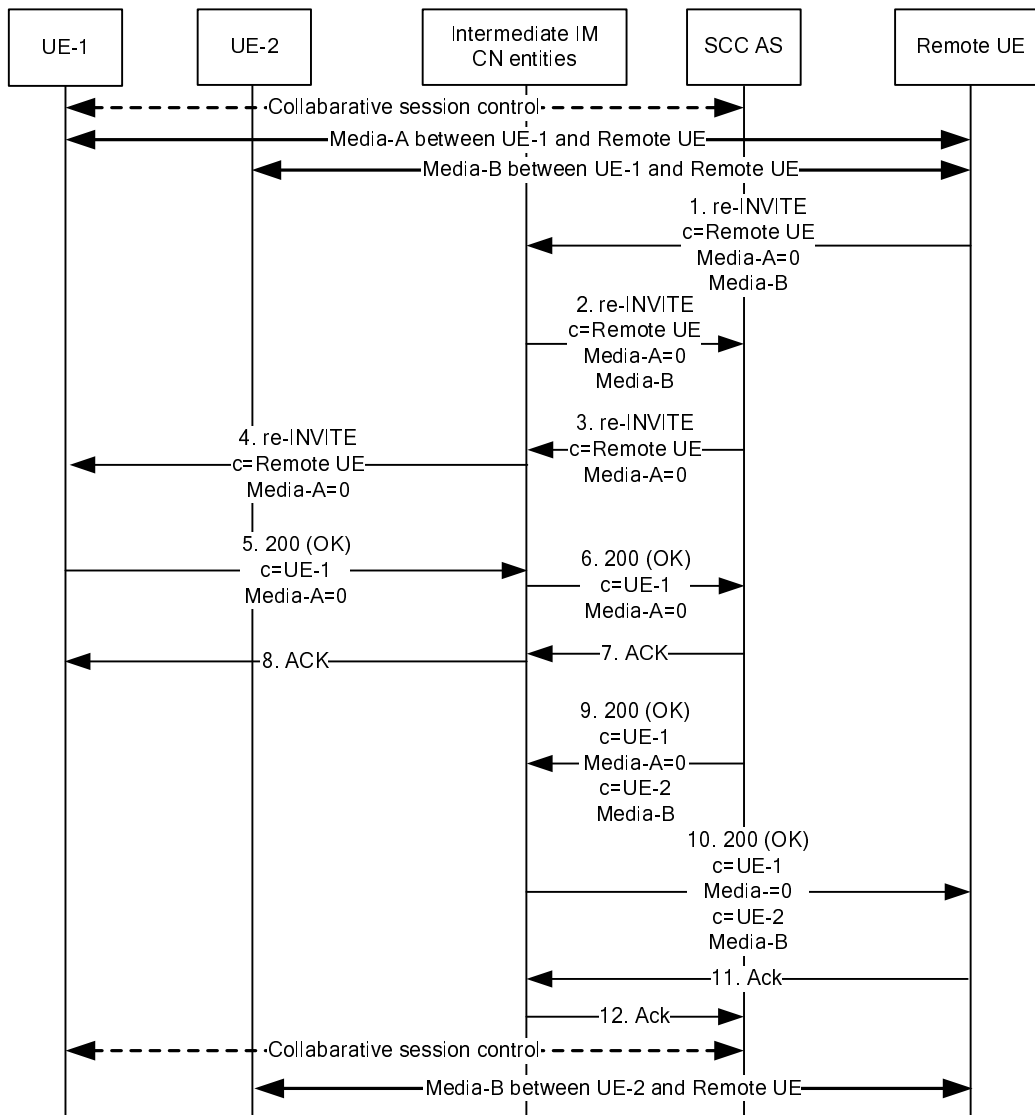 UE-1
UE-2
Intermediate IM
CN entities
SCC AS
Remote UE
Collabarative session control
Media-A between UE-1 and Remote UE
Media-B between UE-1 and Remote UE
1. re-INVITE
c=Remote UE
Media-A=0
Media-B
2. re-INVITE
c=Remote UE
Media-A=0
Media-B
3. re-INVITE
c=Remote UE
Media-A=0
4. re-INVITE
c=Remote UE
Media-A=0
5. 200 (OK)
c=UE-1
Media-A=0
6. 200 (OK)
c=UE-1
Media-A=0
7. ACK
8. ACK
9. 200 (OK)
c=UE-1
Media-A=0
c=UE-2
Media-B
10. 200 (OK)
c=UE-1
Media-=0
c=UE-2
Media-B
11. Ack
12. Ack
Collabarative session control
Media-B between UE-2 and Remote UE